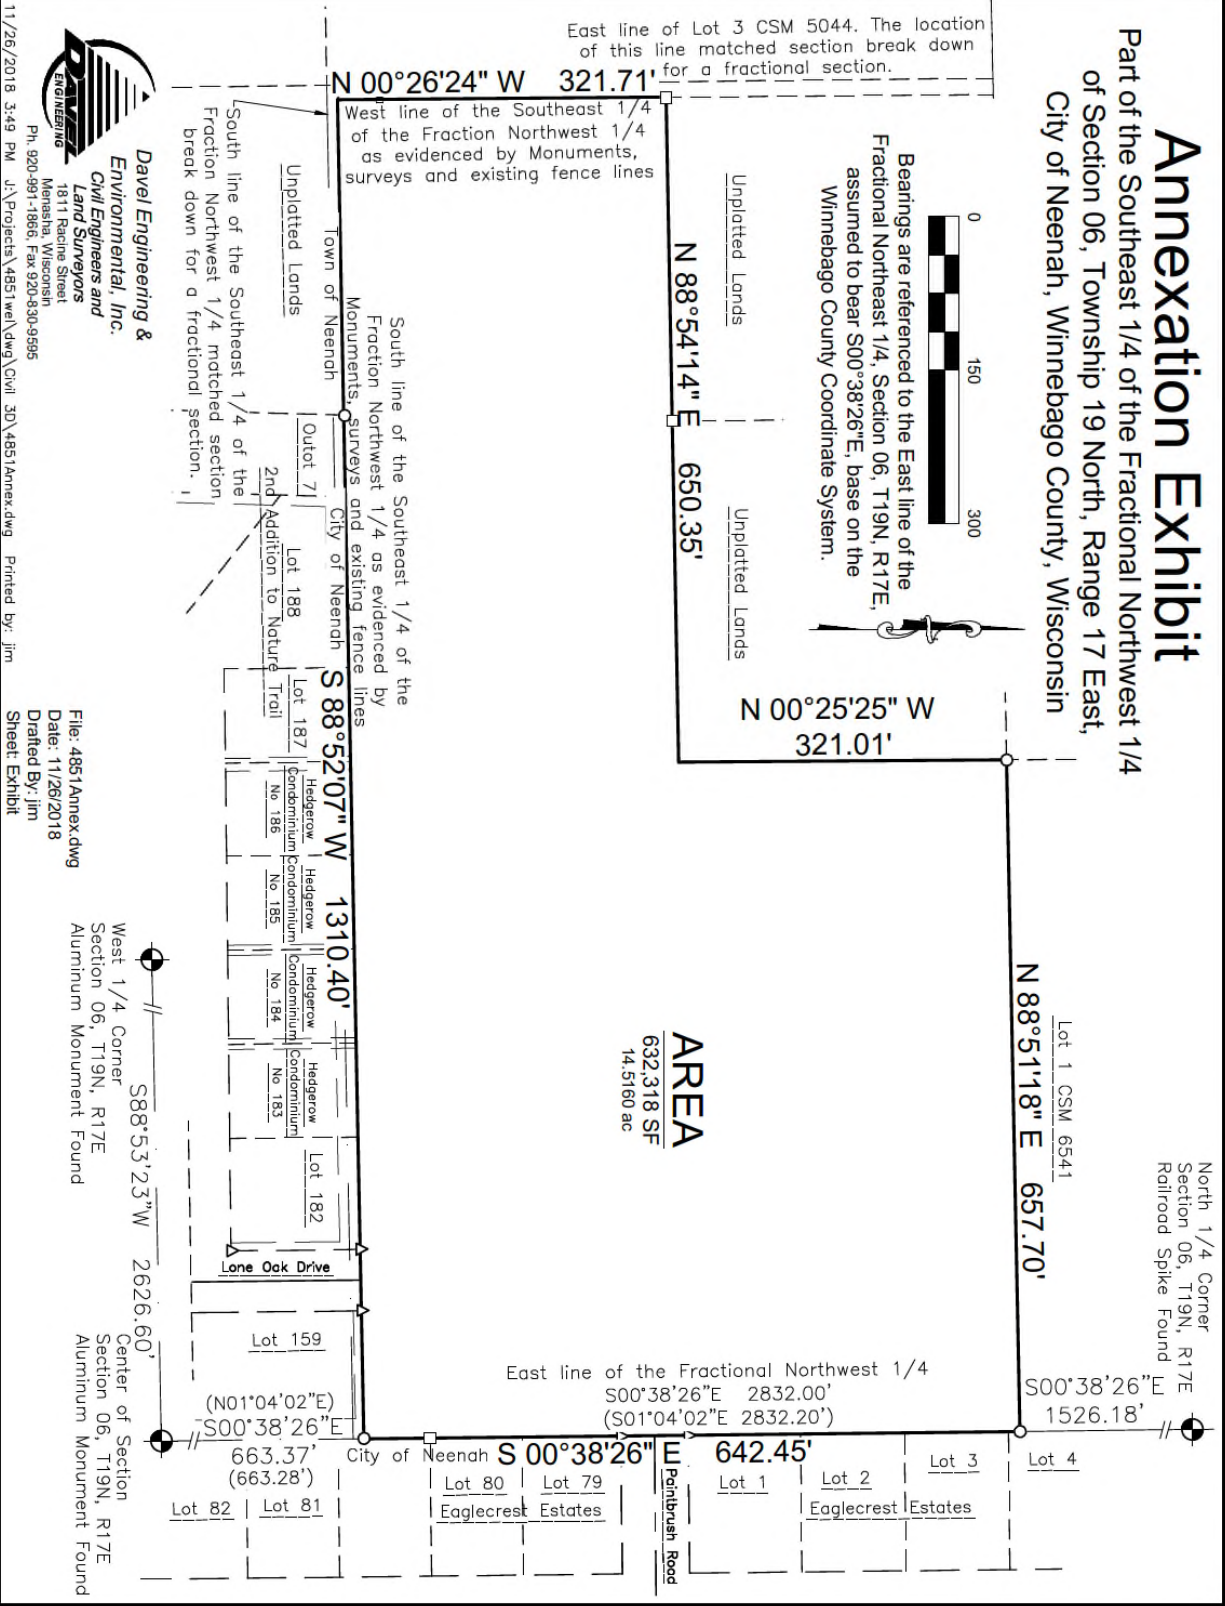 Annexation Exhibit
Part of the Southeast 1/4 of the Fractional Northwest 1/4
of Section 06, Township 19 North, Range 17 East,
City of Neenah, Winnebago County, Wisconsin
0
150
300
Bearings are referenced to the East line of the
Fractional Northeast 1/4, Section 06, T19N, R17E,
assumed to bear S00°38'26"E, base on the
Winnebago County Coordinate System.
East line of Lot 3 CSM 5044. The location
of this line matched section break down
for a fractional section.
N 00°26'24" W 321.71'
West line of the Southeast 1/4
of the Fraction Northwest 1/4
as evidenced by Monuments,
surveys and existing fence lines
Unplatted Lands
N 88°54'14" E 650.35'
Unplatted Lands
N 00°25'25" W
321.01'
N 88°51'18" E 657.70'
Lot 1 CSM 6541
North 1/4 Corner
Section 06, T19N, R17E
Railroad Spike Found
S00°38'26"E
1526.18'
AREA
632,318 SF
14.5160 ac
East line of the Fractional Northwest 1/4
S00°38'26"E 2832.00'
(S01°04'02"E 2832.20')
City of Neenah
S 00°38'26" E 642.45'
Lot 4
Lot 3
Lot 2
Lot 1
Eaglecrest Estates
Paintbrush Road
Lot 79
Lot 80
Eaglecrest Estates
Lot 81
Lot 82
(N01°04'02"E)
S00°38'26"E
663.37'
(663.28')
South line of the Southeast 1/4 of the
Fraction Northwest 1/4 as evidenced by
Monuments, surveys and existing fence lines
S 88°52'07" W 1310.40'
Town of Neenah
City of Neenah
Unplatted Lands
Outot 7
Lot 188
2nd Addition to Nature Trail
Lot 187
Hedgerow
Condominium
No 186
Hedgerow
Condominium
No 185
Hedgerow
Condominium
No 184
Hedgerow
Condominium
No 183
Lot 182
Lone Oak Drive
Lot 159
South line of the Southeast 1/4 of the
Fraction Northwest 1/4 matched section
break down for a fractional section.
West 1/4 Corner
Section 06, T19N, R17E
Aluminum Monument Found
S88°53'23"W 2626.60'
Center of Section
Section 06, T19N, R17E
Aluminum Monument Found
DAVEL
ENGINEERING
Davel Engineering &
Environmental, Inc.
Civil Engineers and
Land Surveyors
1811 Racine Street
Menasha, Wisconsin
Ph. 920-991-1866, Fax 920-830-9595
File: 4851Annex.dwg
Date: 11/26/2018
Drafted By: jim
Sheet: Exhibit
11/26/2018 3:49 PM J:\Projects\4851wel\dwg\Civil 3D\4851Annex.dwg Printed by: jim